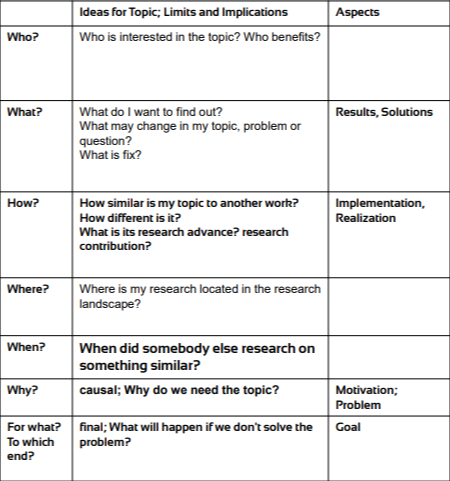 Ideas for Topic; Limits and Implications Aspects
Who? Who is interested in the topic? Who benefits?
What? What do I want to find out? Results, Solutions
What may change in my topic, problem or
question?
What is fix?
How? How similar is my topic to another work? Implementation,
How different is it? Realization
What is its research advance? research
contribution?
Where? Where is my research located in the research
landscape?
When? When did somebody else research on
something similar?
Why? causal; Why do we need the topic? Motivation;
Problem
For what? final; What will happen if we don't solve the Goal
To which problem?
end?